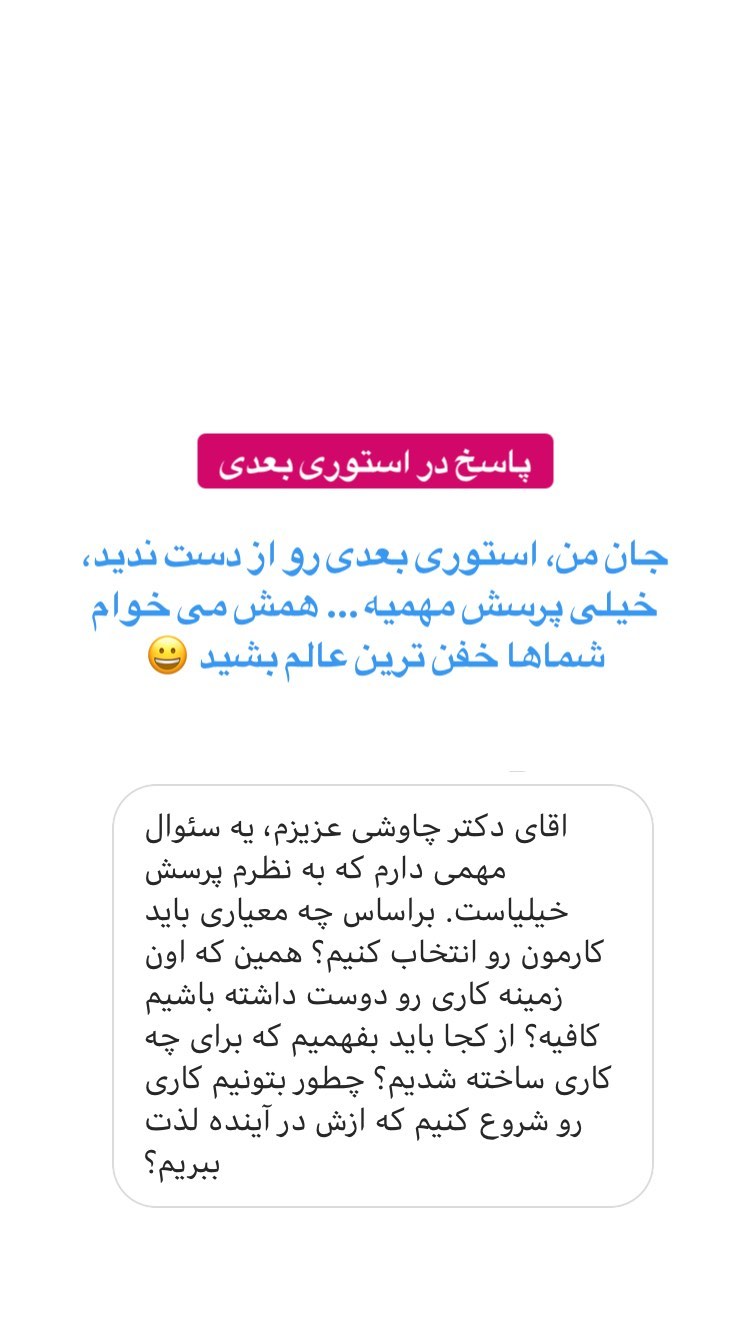 پاسخ در استوری بعدی
جان من، استوری بعدی رو از دست ندید،
خیلی پرسش مهمیه ... همش می خوام
شماها خفن ترین عالم بشید 😀
اقای دکتر چاوشی عزیزم، یه سئوال
مهمی دارم که به نظرم پرسش
خیلیاست. براساس چه معیاری باید
کارمون رو انتخاب کنیم؟ همین که اون
زمینه کاری رو دوست داشته باشیم
کافیه؟ از کجا باید بفهمیم که برای چه
کاری ساخته شدیم؟ چطور بتونیم کاری
رو شروع کنیم که ازش در آینده لذت
ببریم؟